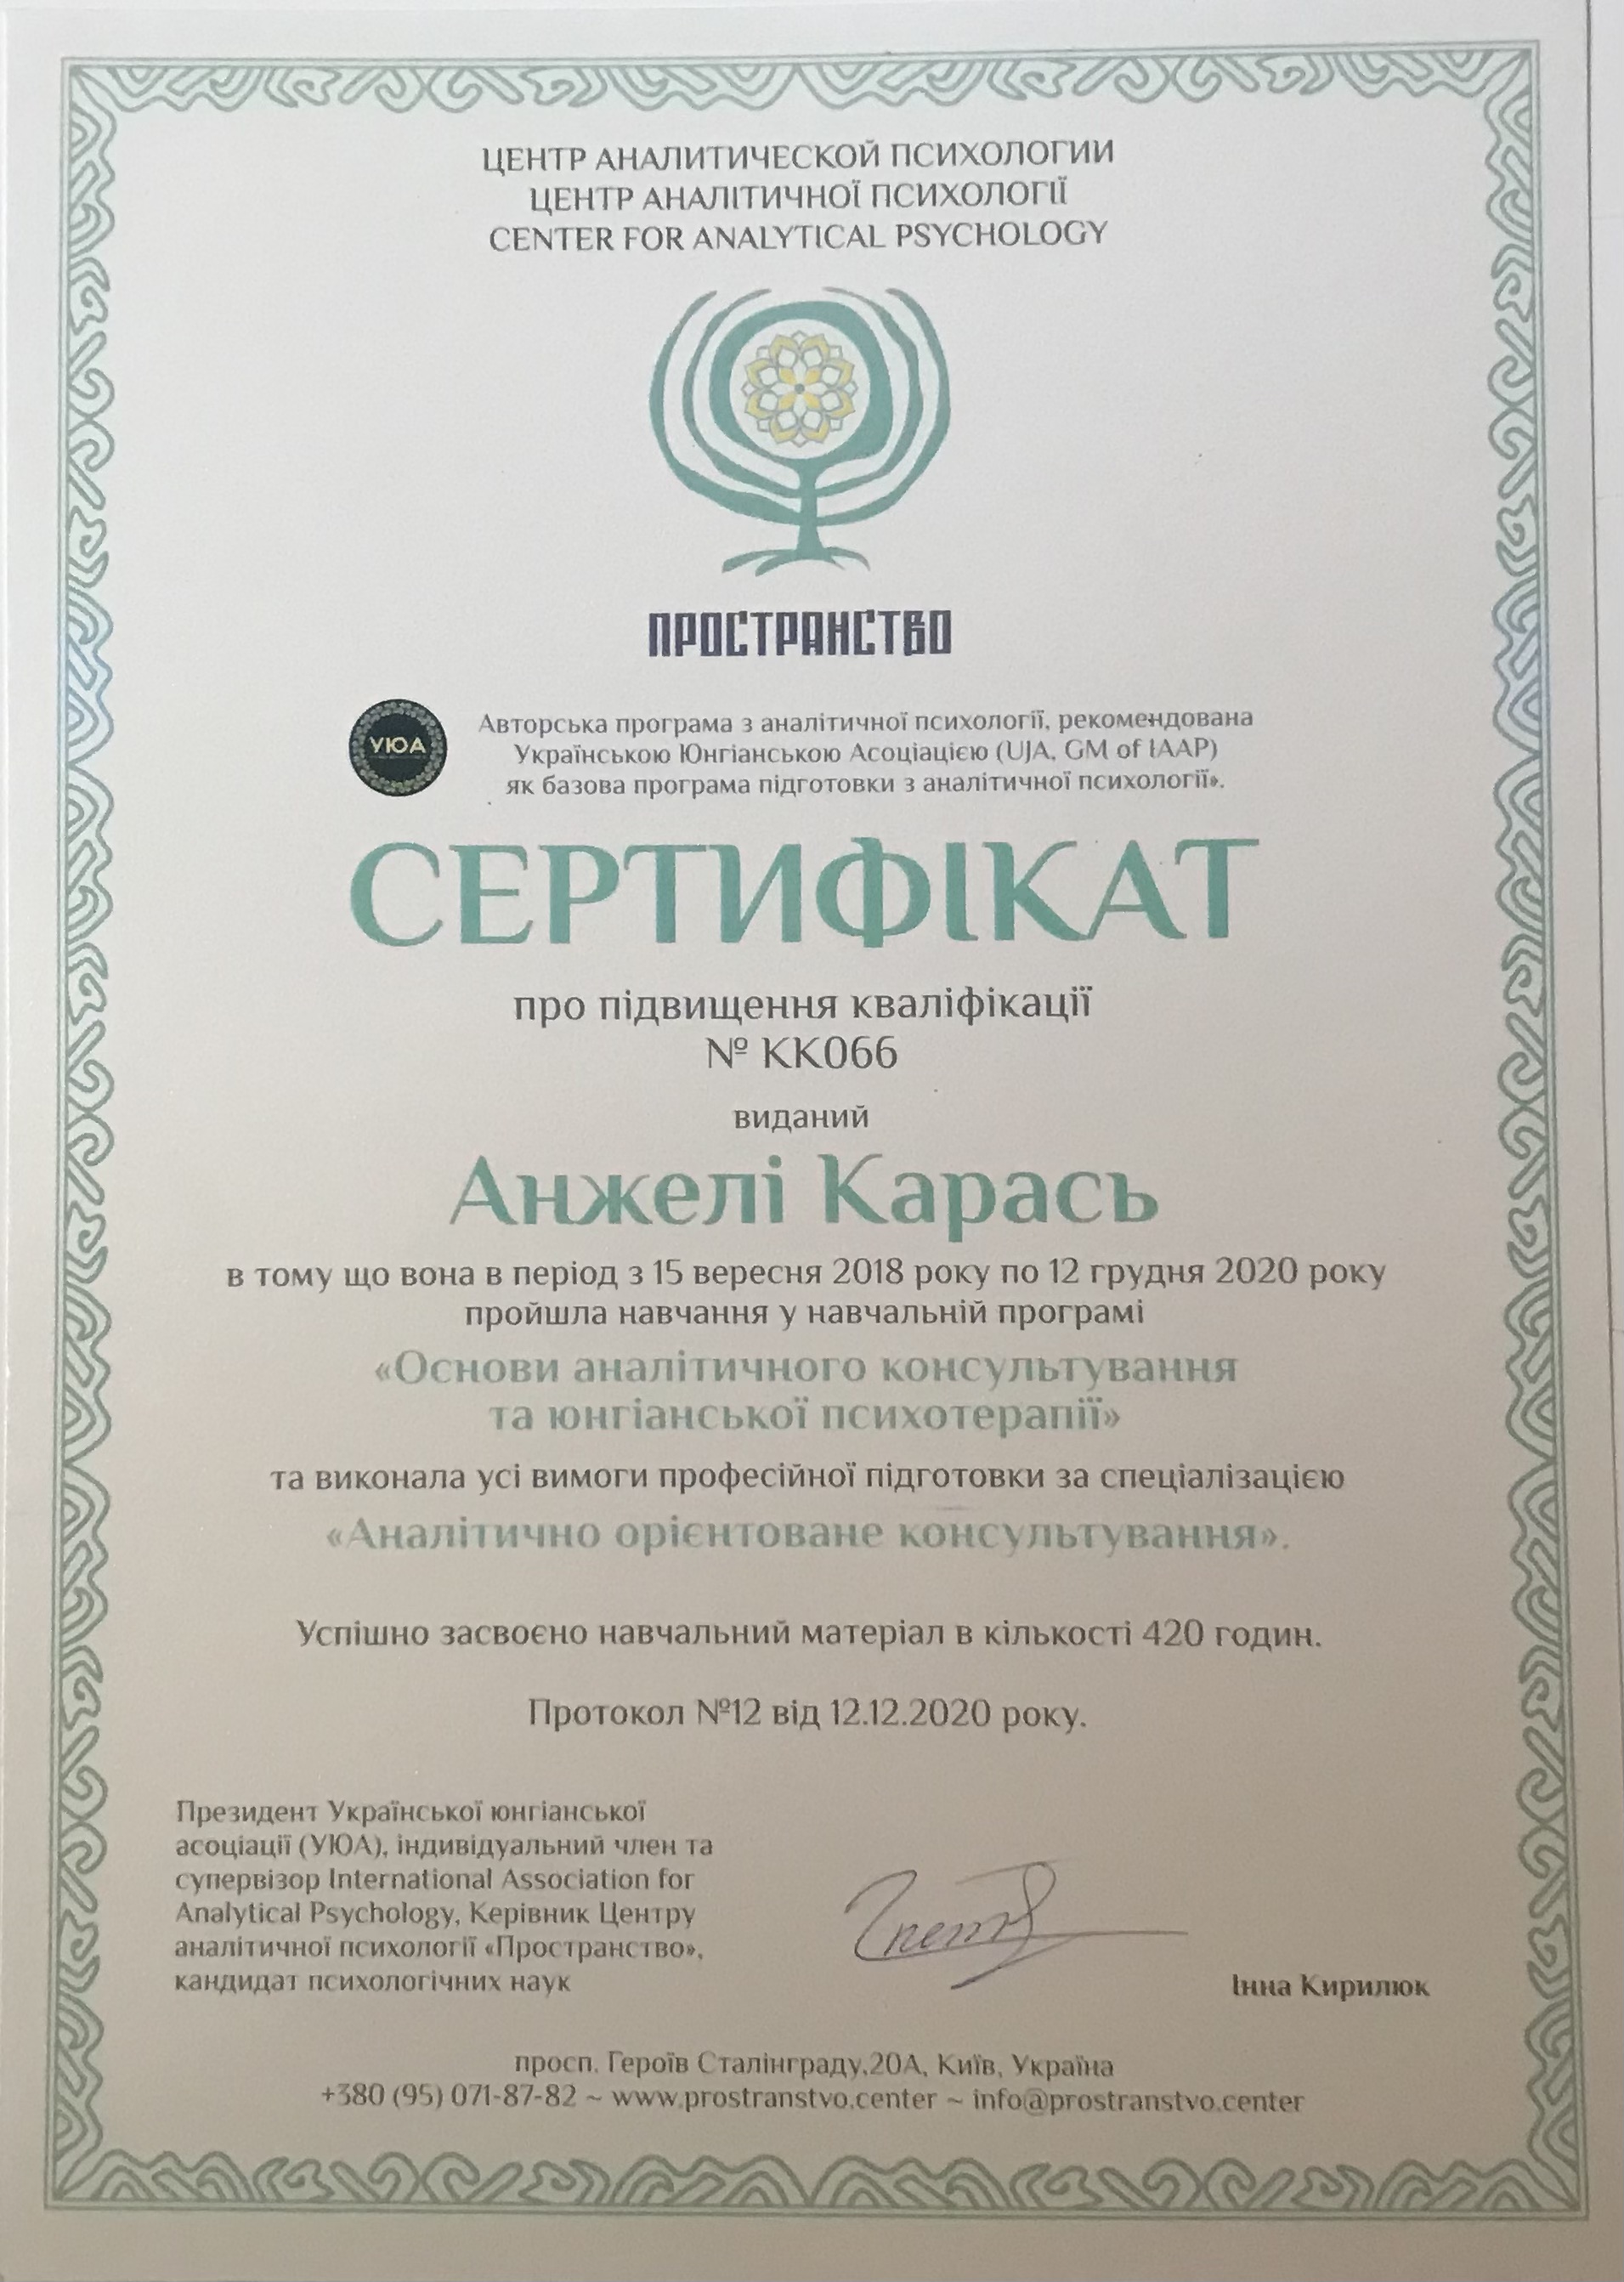 ЦЕНТР АНАЛИТИЧЕСКОЙ ПСИХОЛОГИИ
ЦЕНТР АНАЛІТИЧНОЇ ПСИХОЛОГІЇ
CENTER FOR ANALYTICAL PSYCHOLOGY
ПРОСТРАНСТВО
УЮА
Авторська програма з аналітичної психології, рекомендована
Українською Юнгіанською Асоціацією (UJA, GM of IAAP)
як базова програма підготовки з аналітичної психології».
СЕРТИФІКАТ
про підвищення кваліфікації
№ КК066
виданий
Анжелі Карась
в тому що вона в період з 15 вересня 2018 року по 12 грудня 2020 року
пройшла навчання у навчальній програмі
«Основи аналітичного консультування
та юнгіанської психотерапії»
та виконала усі вимоги професійної підготовки за спеціалізацією
«Аналітично орієнтоване консультування».
Успішно засвоєно навчальний матеріал в кількості 420 годин.
Протокол №12 від 12.12.2020 року.
Президент Української юнгіанської
асоціації (УЮА), індивідуальний член та
супервізор International Association for
Analytical Psychology, Керівник Центру
аналітичної психології «Пространство»,
кандидат психологічних наук
Інна Кирилюк
просп. Героїв Сталінграду,20А, Київ, Україна
+380 (95) 071-87-82 ~ www.prostranstvo.center ~ info@prostranstvo.center